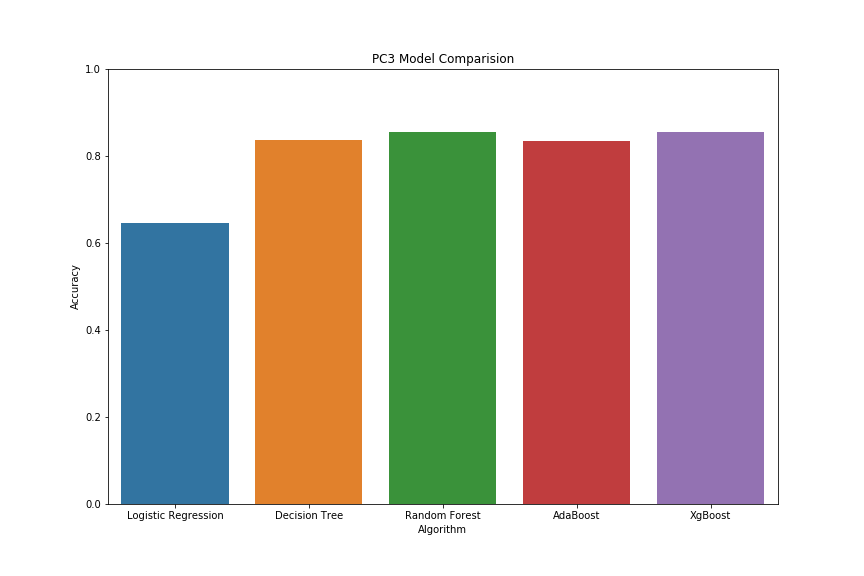 PC3 Model Comparision
1.0
0.8
0.6
0.4
0.2
0.0
Accuracy
Logistic Regression Decision Tree Random Forest AdaBoost XgBoost
Algorithm